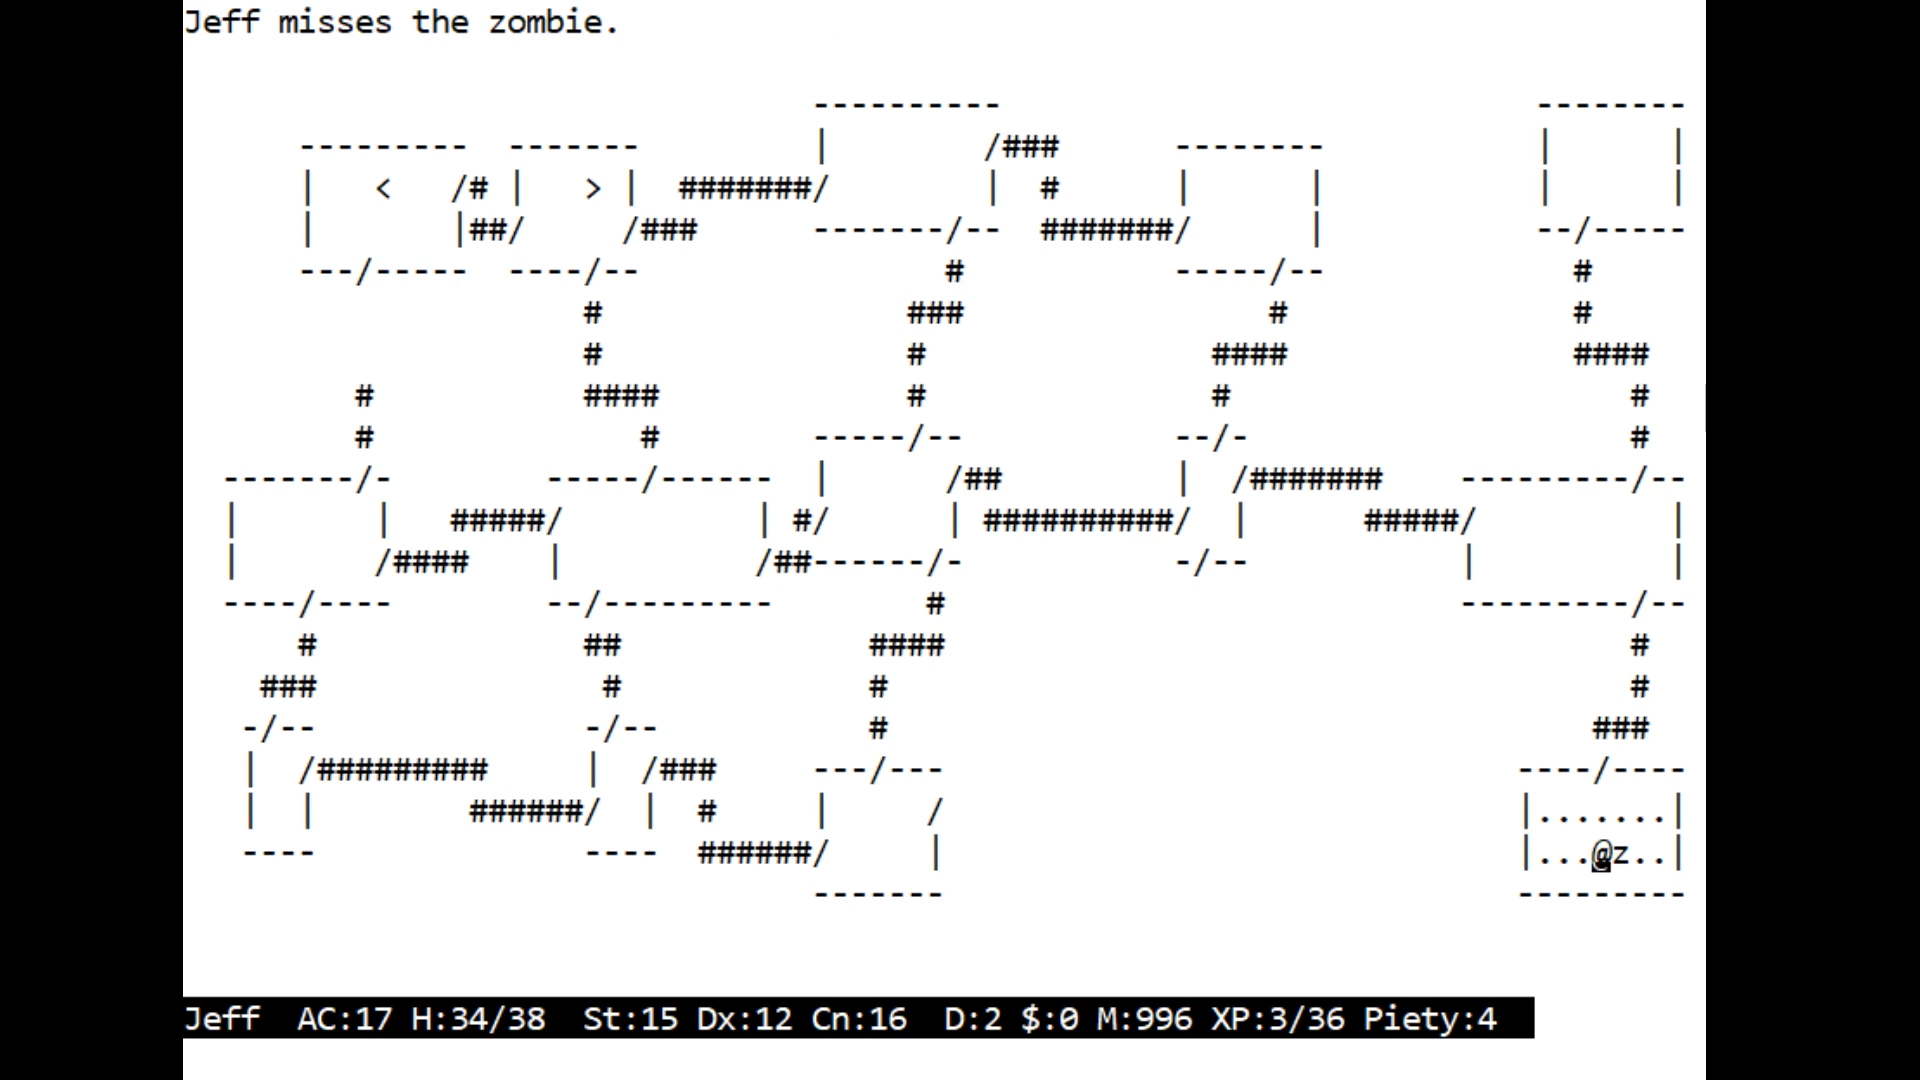 Jeff misses the zombie.
                                  ----------                             --------
      ---------  -------          |        /###      --------           |      |
      |   <   /# |   > |  #######/        |  #      |      |           |      |
      |       |##/     /###      -------/--  #######/      |           --/-----
      ---/-----  ----/--                #           -----/--             #
                     #                ###                #               #
                     #                #               ####               ####
         #           ####             #               #                     #
         #              #        -----/--           --/-                    #
  -------/-        -----/------  |      /##         |  /#######    ---------/--
  |       |   #####/          | #/      | ##########/  |      #####/          |
  |       /####    |          /##------/-           -/--           |          |
  ----/----        --/---------        #                           ---------/--
      #              ##             ####                                    #
    ###               #             #                                       #
   -/--              -/--           #                                     ###
   |  /#########     |  /###     ---/---                              ----/----
   |  |        ######/  |  #     |     /                              |.......|
   ----              ----  ######/     |                              |...@z..|
                                 -------                              ---------
Jeff  AC:17 H:34/38  St:15 Dx:12 Cn:16  D:2 $:0 M:996 XP:3/36 Piety:4